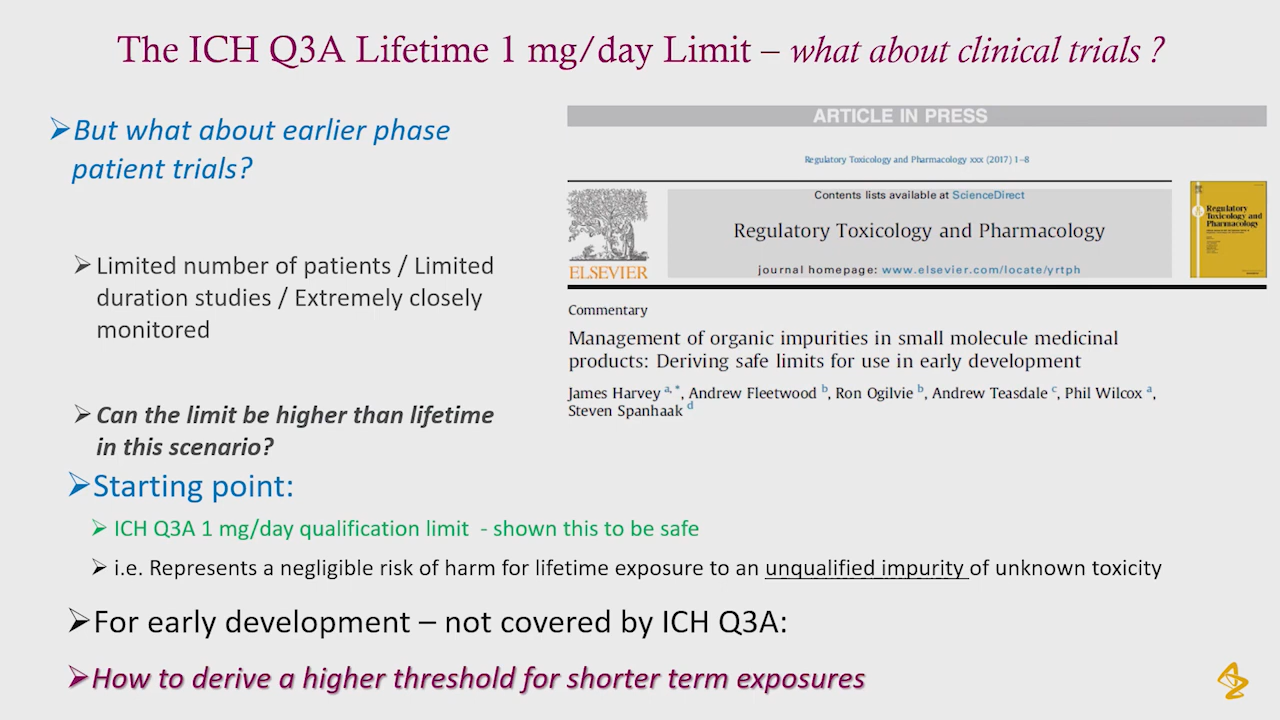 The ICH Q3A Lifetime 1 mg/day Limit – what about clinical trials ?
But what about earlier phase
patient trials?
Limited number of patients / Limited
duration studies / Extremely closely
monitored
Can the limit be higher than lifetime
in this scenario?
ARTICLE IN PRESS
Regulatory Toxicology and Pharmacology xxx (2017) 1–8
Contents lists available at ScienceDirect
Regulatory Toxicology and Pharmacology
journal homepage: www.elsevier.com/locate/yrtph
ELSEVIER
Regulatory
Toxicology and
Pharmacology
Commentary
Management of organic impurities in small molecule medicinal
products: Deriving safe limits for use in early development
James Harvey a, *, Andrew Fleetwood b, Ron Ogilvie b, Andrew Teasdale c, Phil Wilcox a,
Steven Spanhaak d
Starting point:
ICH Q3A 1 mg/day qualification limit - shown this to be safe
i.e. Represents a negligible risk of harm for lifetime exposure to an unqualified impurity of unknown toxicity
For early development – not covered by ICH Q3A:
How to derive a higher threshold for shorter term exposures